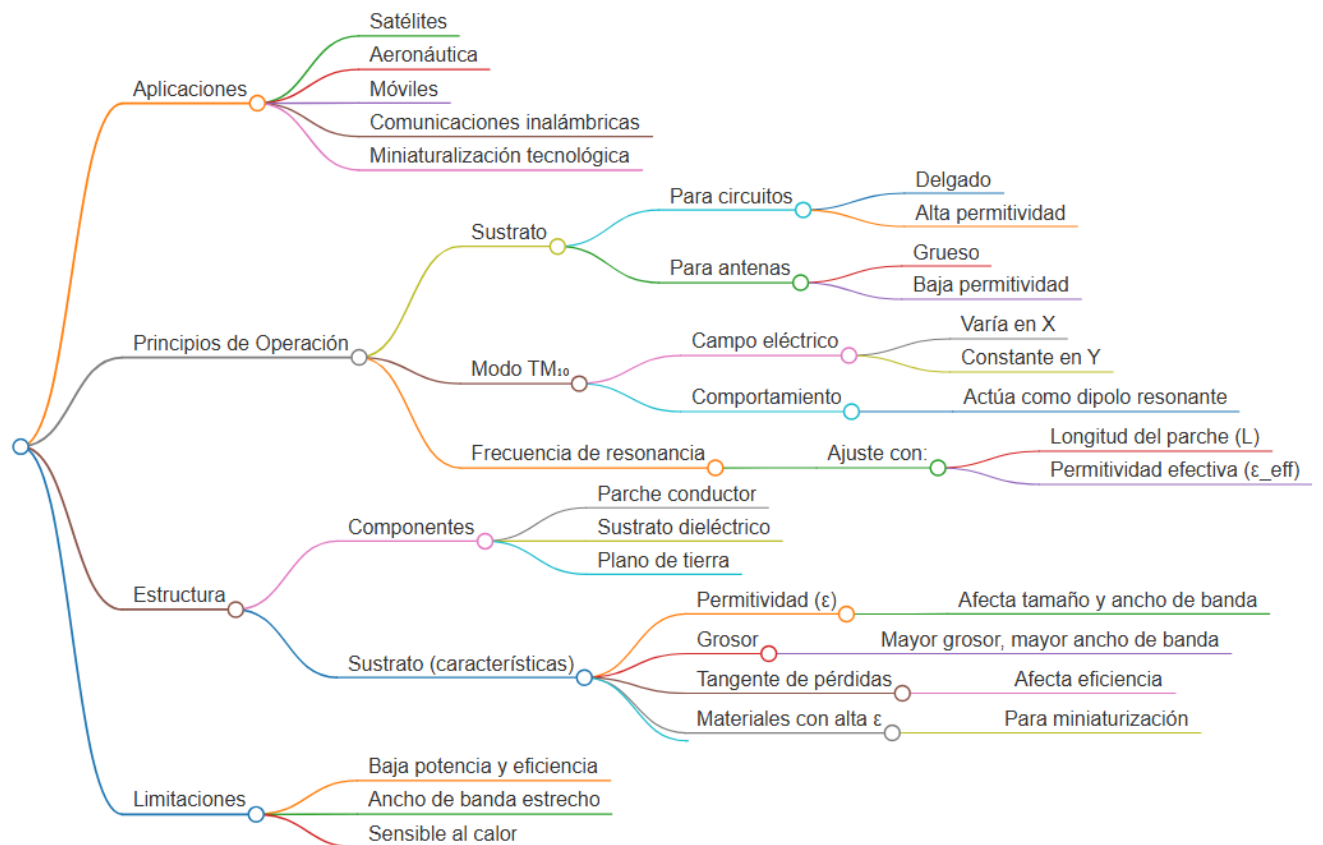 Aplicaciones
Satélites
Aeronáutica
Móviles
Comunicaciones inalámbricas
Miniaturalización tecnológica
Principios de Operación
Sustrato
Para circuitos
Delgado
Alta permitividad
Para antenas
Grueso
Baja permitividad
Modo TM₁₀
Campo eléctrico
Varía en X
Constante en Y
Comportamiento
Actúa como dipolo resonante
Frecuencia de resonancia
Ajuste con:
Longitud del parche (L)
Permitividad efectiva (ε_eff)
Estructura
Componentes
Parche conductor
Sustrato dieléctrico
Plano de tierra
Sustrato (características)
Permitividad (ε)
Afecta tamaño y ancho de banda
Grosor
Mayor grosor, mayor ancho de banda
Tangente de pérdidas
Afecta eficiencia
Materiales con alta ε
Para miniaturización
Limitaciones
Baja potencia y eficiencia
Ancho de banda estrecho
Sensible al calor